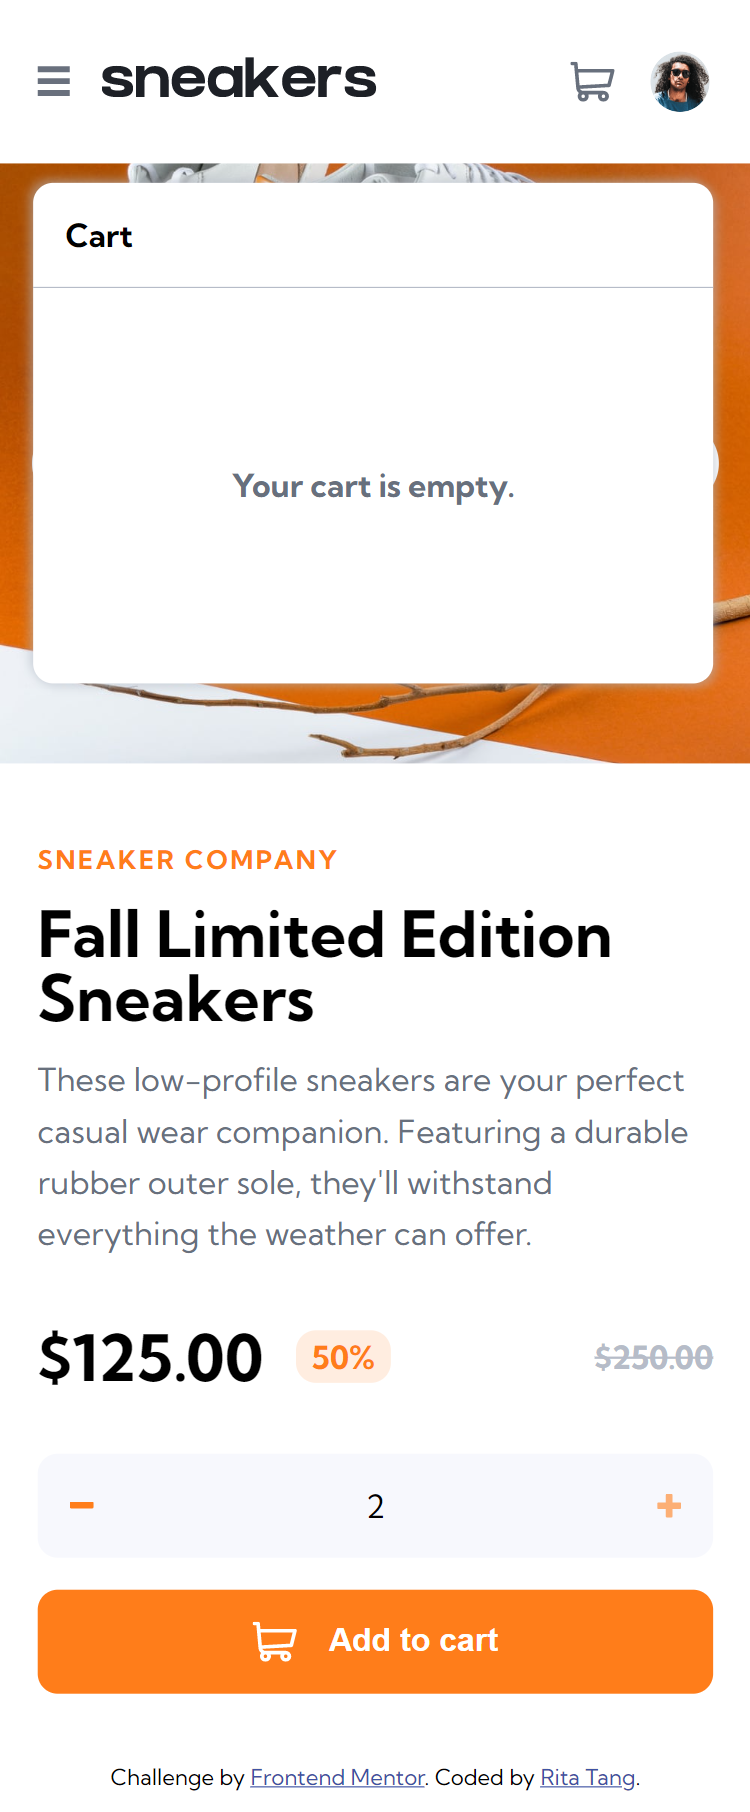 sneakers
Cart
Your cart is empty.
SNEAKER COMPANY
Fall Limited Edition
Sneakers
These low-profile sneakers are your perfect
casual wear companion. Featuring a durable
rubber outer sole, they'll withstand
everything the weather can offer.
$125.00 50% $250.00
2
Add to cart
Challenge by Frontend Mentor. Coded by Rita Tang.